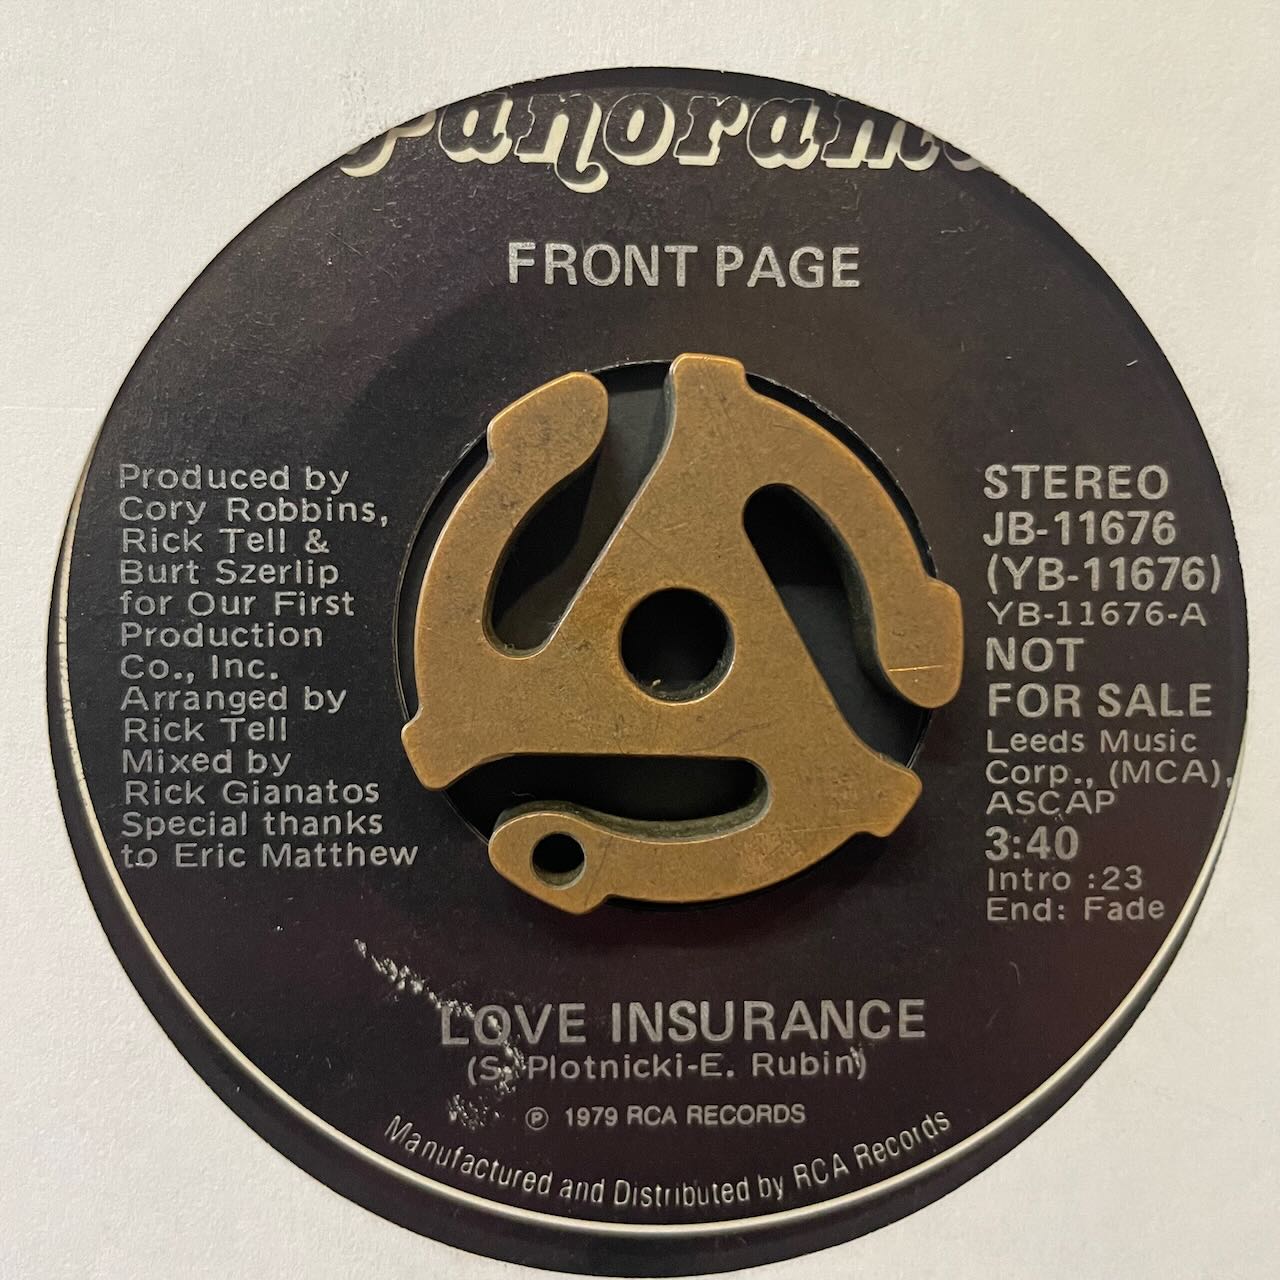 Panorama
FRONT PAGE
Produced by
Cory Robbins,
Rick Tell &
Burt Szerlip
for Our First
Production
Co., Inc.
Arranged by
Rick Tell
Mixed by
Rick Gianatos
Special thanks
to Eric Matthew
STEREO
JB-11676
(YB-11676)
YB-11676-A
NOT
FOR SALE
Leeds Music
Corp., (MCA),
ASCAP
3:40
Intro :23
End: Fade
LOVE INSURANCE
(S. Plotnicki-E. Rubin)
℗ 1979 RCA RECORDS
Manufactured and Distributed by RCA Records